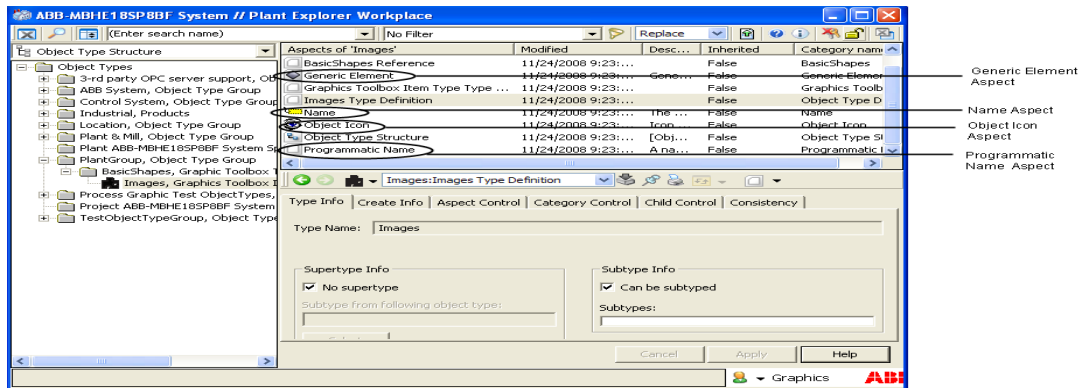 ABB-MBHE18SP8BF System // Plant Explorer Workplace
(Enter search name) No Filter Replace
Object Type Structure
Object Types
3-rd party OPC server support, Ob
ABB System, Object Type Group
Control System, Object Type Group
Industrial, Products
Location, Object Type Group
Plant & Mill, Object Type Group
Plant ABB-MBHE18SP8BF System Sp
PlantGroup, Object Type Group
BasicShapes, Graphic Toolbox T
Images, Graphics Toolbox I
Process Graphic Test ObjectTypes,
Project ABB-MBHE18SP8BF System
TestObjectTypeGroup, Object Type
Aspects of 'Images' Modified Desc... Inherited Category name
BasicShapes Reference 11/24/2008 9:23:... False BasicShapes
Generic Element 11/24/2008 9:23:... Gene... False Generic Elemer
Graphics Toolbox Item Type Type ... 11/24/2008 9:23:... False Graphics Toolb
Images Type Definition 11/24/2008 9:23:... False Object Type D
Name 11/24/2008 9:23:... The ... False Name
Object Icon 11/24/2008 9:23:... Icon ... False Object Icon
Object Type Structure 11/24/2008 9:23:... [Obj... False Object Type St
Programmatic Name 11/24/2008 9:23:... A na... False Programmatic
Images:Images Type Definition
Type Info Create Info Aspect Control Category Control Child Control Consistency
Type Name: Images
Supertype Info Subtype Info
No supertype Can be subtyped
Subtype from following object type: Subtypes:
Cancel Apply Help
Graphics ABB
Generic Element
Aspect
Name Aspect
Object Icon
Aspect
Programmatic
Name Aspect